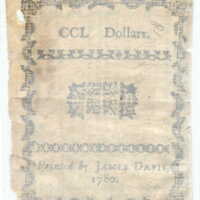 CCL Dollars.
Printed by JAMES DAVIS,
1780.